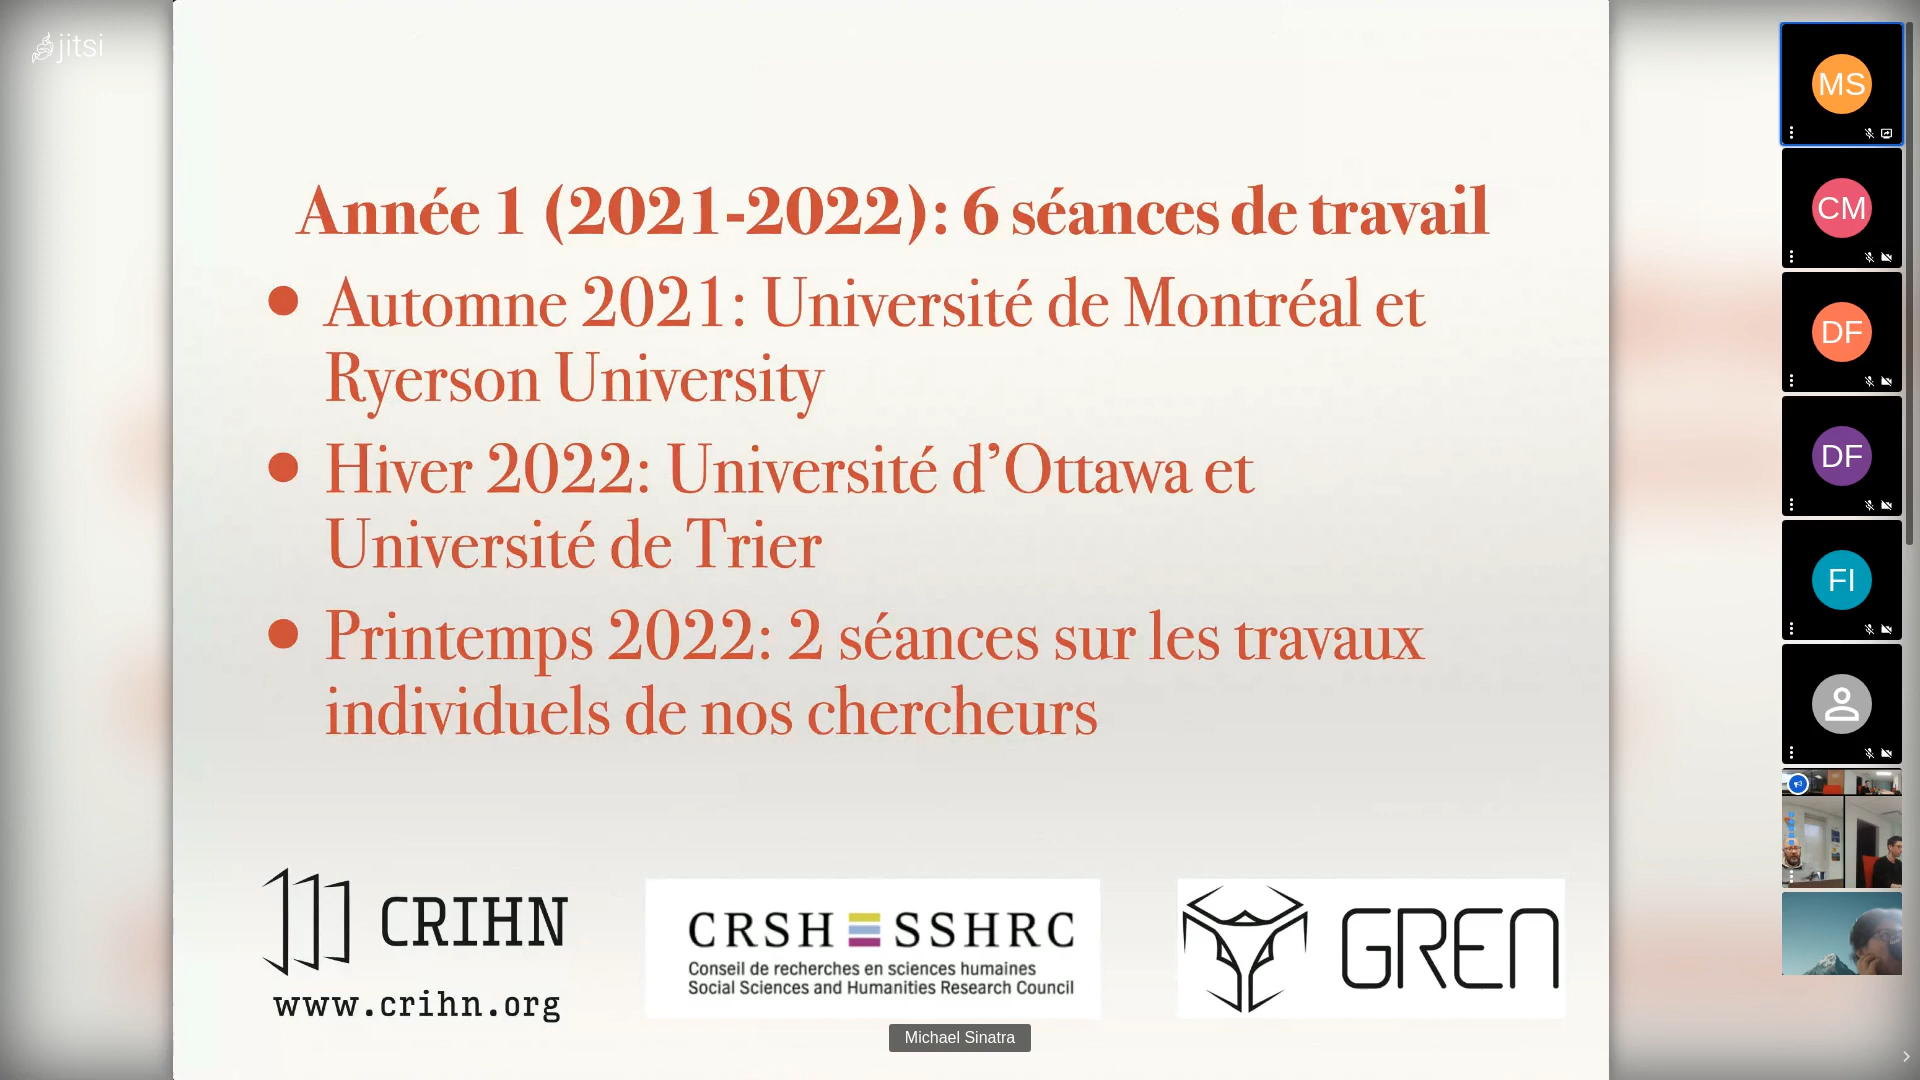 jitsi
Année 1 (2021-2022): 6 séances de travail
• Automne 2021: Université de Montréal et
Ryerson University
• Hiver 2022: Université d’Ottawa et
Université de Trier
• Printemps 2022: 2 séances sur les travaux
individuels de nos chercheurs
CRIHN
www.crihn.org
CRSH SSHRC
Conseil de recherches en sciences humaines
Social Sciences and Humanities Research Council
GREN
Michael Sinatra
MS
CM
DF
DF
FI